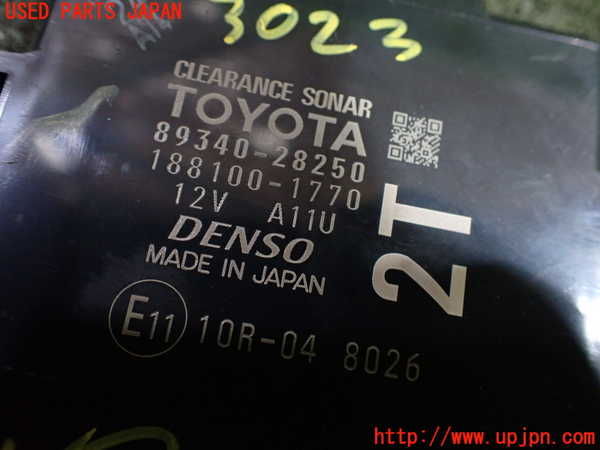 USED PARTS JAPAN
3023
CLEARANCE SONAR
TOYOTA
89340-28250
188100-1770
12V A11U
DENSO
MADE IN JAPAN
2T
E11 10R-04 8026
http://www.upjpn.com/